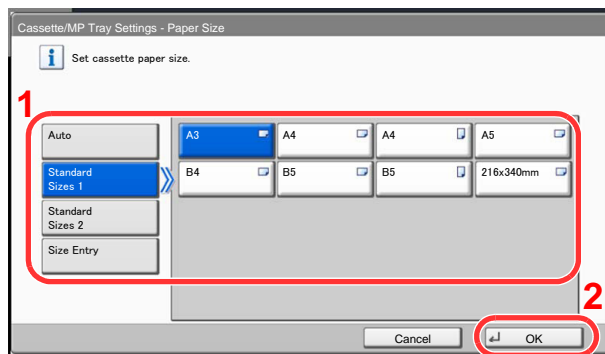 Cassette/MP Tray Settings - Paper Size
i Set cassette paper size.
1
Auto
A3 A4 A4 A5
Standard
Sizes 1
B4 B5 B5 216x340mm
Standard
Sizes 2
Size Entry
2
Cancel OK